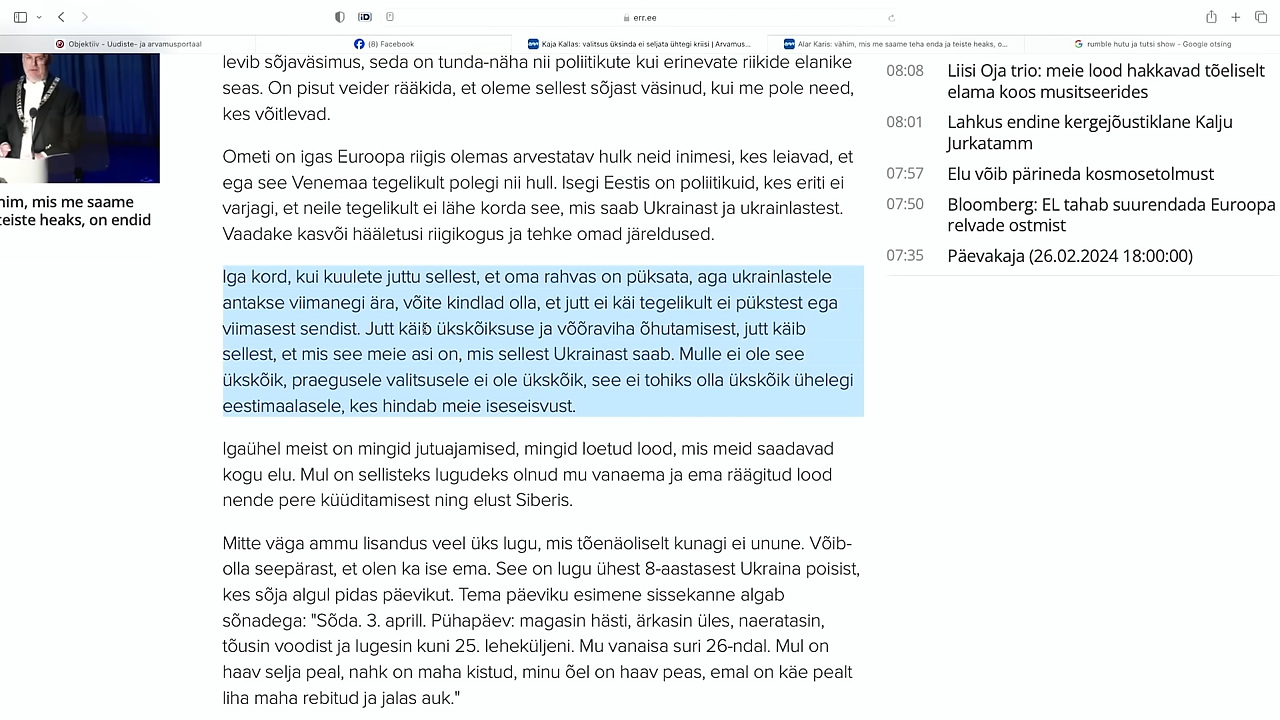 err.ee
Objektiiv - Uudiste- ja arvamusportaal
(8) Facebook
Kaja Kallas: valitsus üksinda ei seljata ühtegi kriisi | Arvamus...
Alar Karis: vähim, mis me saame teha enda ja teiste heaks, o...
rumble hutu ja tutsi show - Google otsing
him, mis me saame
teiste heaks, on endid
levib sõjaväsimus, seda on tunda-näha nii poliitikute kui erinevate riikide elanike
seas. On pisut veider rääkida, et oleme sellest sõjast väsinud, kui me pole need,
kes võitlevad.
Ometi on igas Euroopa riigis olemas arvestatav hulk neid inimesi, kes leiavad, et
ega see Venemaa tegelikult polegi nii hull. Isegi Eestis on poliitikuid, kes eriti ei
varjagi, et neile tegelikult ei lähe korda see, mis saab Ukrainast ja ukrainlastest.
Vaadake kasvõi hääletusi riigikogus ja tehke omad järeldused.
Iga kord, kui kuulete juttu sellest, et oma rahvas on püksata, aga ukrainlastele
antakse viimanegi ära, võite kindlad olla, et jutt ei käi tegelikult ei pükstest ega
viimasest sendist. Jutt käib ükskõiksuse ja võõraviha õhutamisest, jutt käib
sellest, et mis see meie asi on, mis sellest Ukrainast saab. Mulle ei ole see
ükskõik, praegusele valitsusele ei ole ükskõik, see ei tohiks olla ükskõik ühelegi
eestimaalasele, kes hindab meie iseseisvust.
Igaühel meist on mingid jutuajamised, mingid loetud lood, mis meid saadavad
kogu elu. Mul on sellisteks lugudeks olnud mu vanaema ja ema räägitud lood
nende pere küüditamisest ning elust Siberis.
Mitte väga ammu lisandus veel üks lugu, mis tõenäoliselt kunagi ei unune. Võib-
olla seepärast, et olen ka ise ema. See on lugu ühest 8-aastasest Ukraina poisist,
kes sõja algul pidas päevikut. Tema päeviku esimene sissekanne algab
sõnadega: "Sõda. 3. aprill. Pühapäev: magasin hästi, ärkasin üles, naeratasin,
tõusin voodist ja lugesin kuni 25. leheküljeni. Mu vanaisa suri 26-ndal. Mul on
haav selja peal, nahk on maha kistud, minu õel on haav peas, emal on käe pealt
liha maha rebitud ja jalas auk."
08:08 Liisi Oja trio: meie lood hakkavad tõeliselt
elama koos musitseerides
08:01 Lahkus endine kergejõustiklane Kalju
Jurkatamm
07:57 Elu võib pärineda kosmosetolmust
07:50 Bloomberg: EL tahab suurendada Euroopa
relvade ostmist
07:35 Päevakaja (26.02.2024 18:00:00)